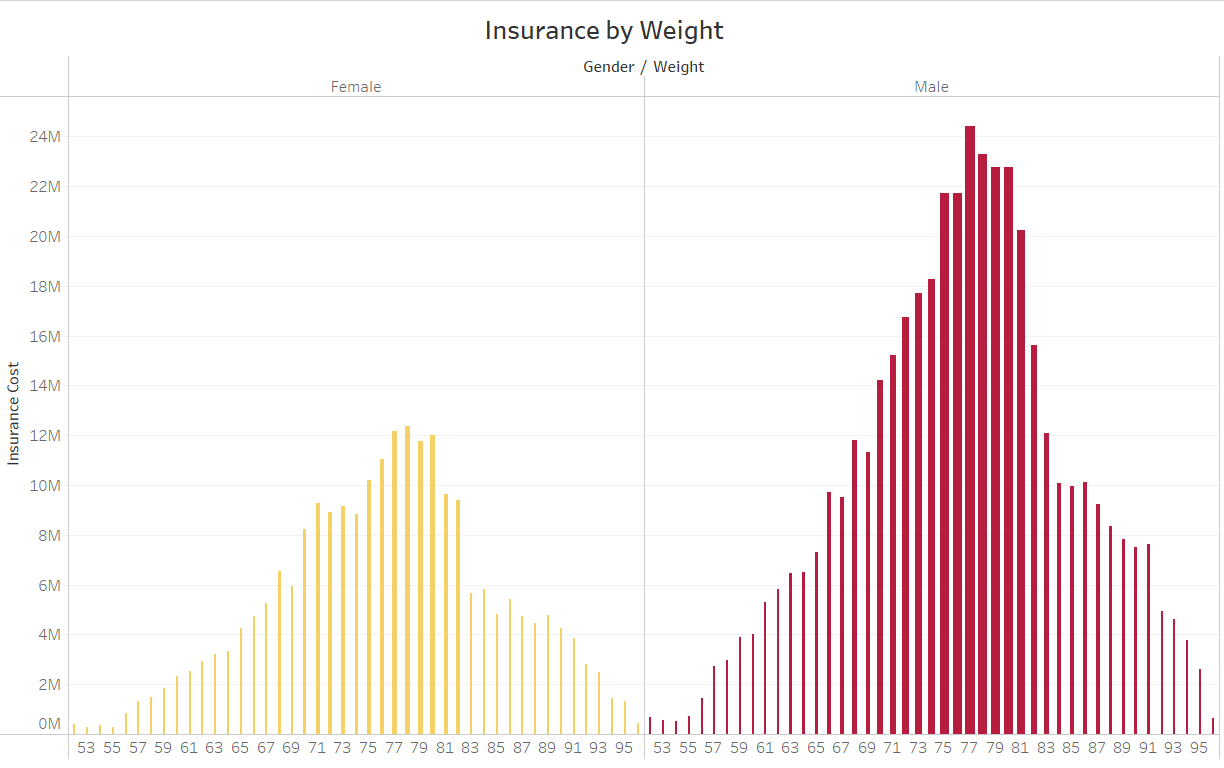 Insurance by Weight
Gender / Weight
Female Male
24M
22M
20M
18M
16M
14M
12M
10M
8M
6M
4M
2M
0M
Insurance Cost
53 55 57 59 61 63 65 67 69 71 73 75 77 79 81 83 85 87 89 91 93 95 53 55 57 59 61 63 65 67 69 71 73 75 77 79 81 83 85 87 89 91 93 95